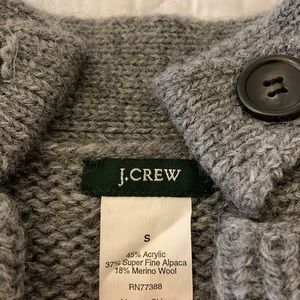 J.CREW
S
45% Acrylic
37% Super Fine Alpaca
18% Merino Wool
RN77388